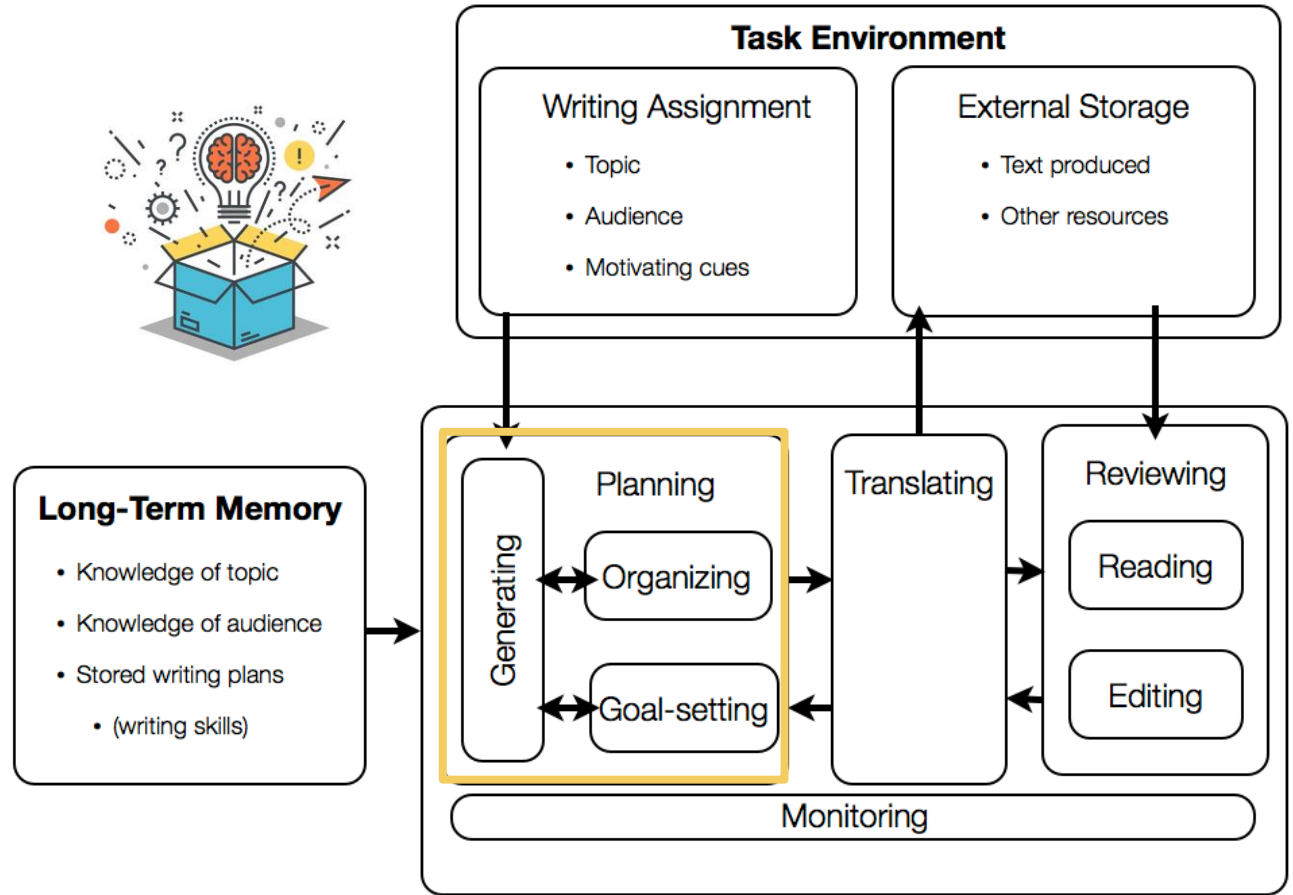 Task Environment
Writing Assignment
• Topic
• Audience
• Motivating cues
External Storage
• Text produced
• Other resources
Long-Term Memory
• Knowledge of topic
• Knowledge of audience
• Stored writing plans
• (writing skills)
Planning
Generating
Organizing
Goal-setting
Translating
Reviewing
Reading
Editing
Monitoring